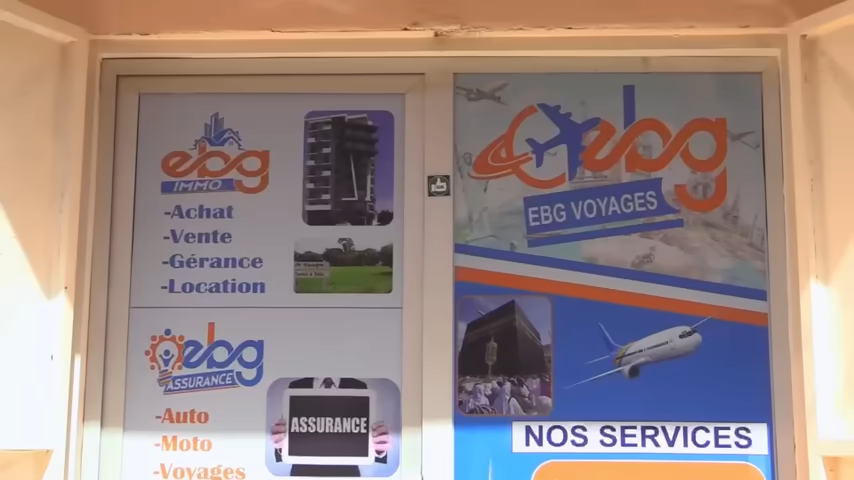 ebg
IMMO
-Achat
-Vente
-Gérance
-Location
ebg
ASSURANCE
-Auto
-Moto
-Voyages
ASSURANCE
ebg
EBG VOYAGES
NOS SERVICES